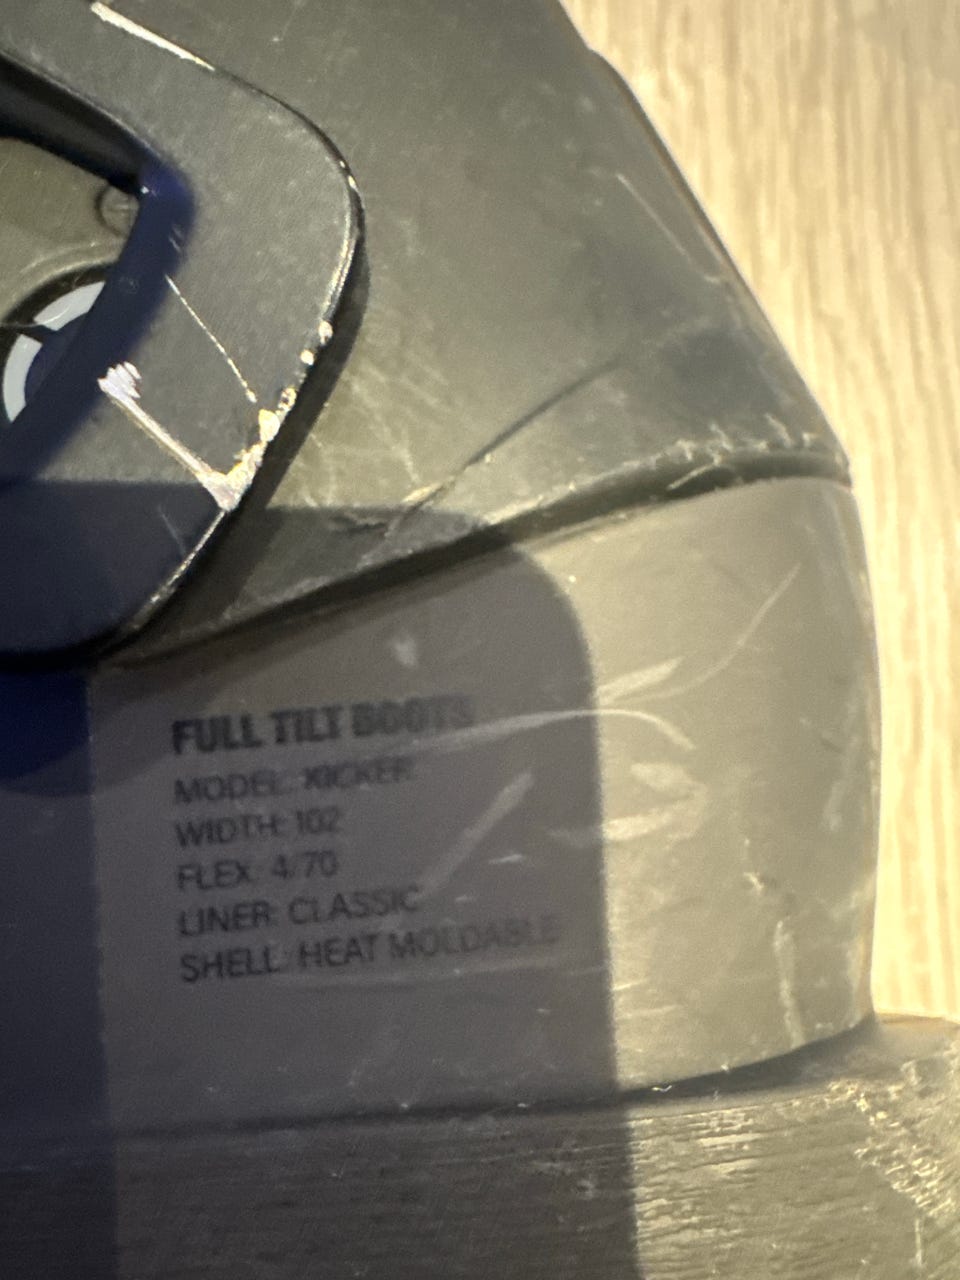 FULL TILT BOOTS
MODEL: KICKER
WIDTH: 102
FLEX: 4/70
LINER: CLASSIC
SHELL: HEAT MOLDABLE